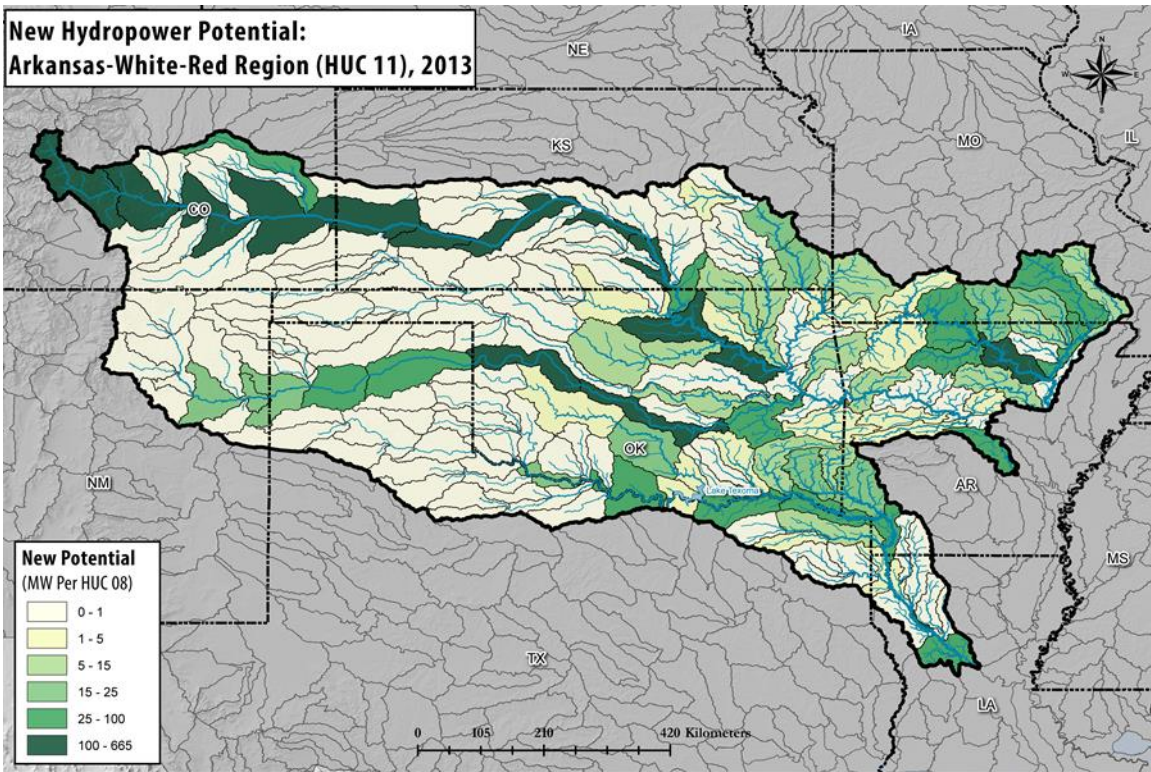 New Hydropower Potential:
Arkansas-White-Red Region (HUC 11), 2013
NE
IA
N
W
E
S
KS
MO
IL
CO
OK
Lake Texoma
NM
AR
MS
TX
LA
New Potential
(MW Per HUC 08)
0 - 1
1 - 5
5 - 15
15 - 25
25 - 100
100 - 665
0 105 210 420 Kilometers